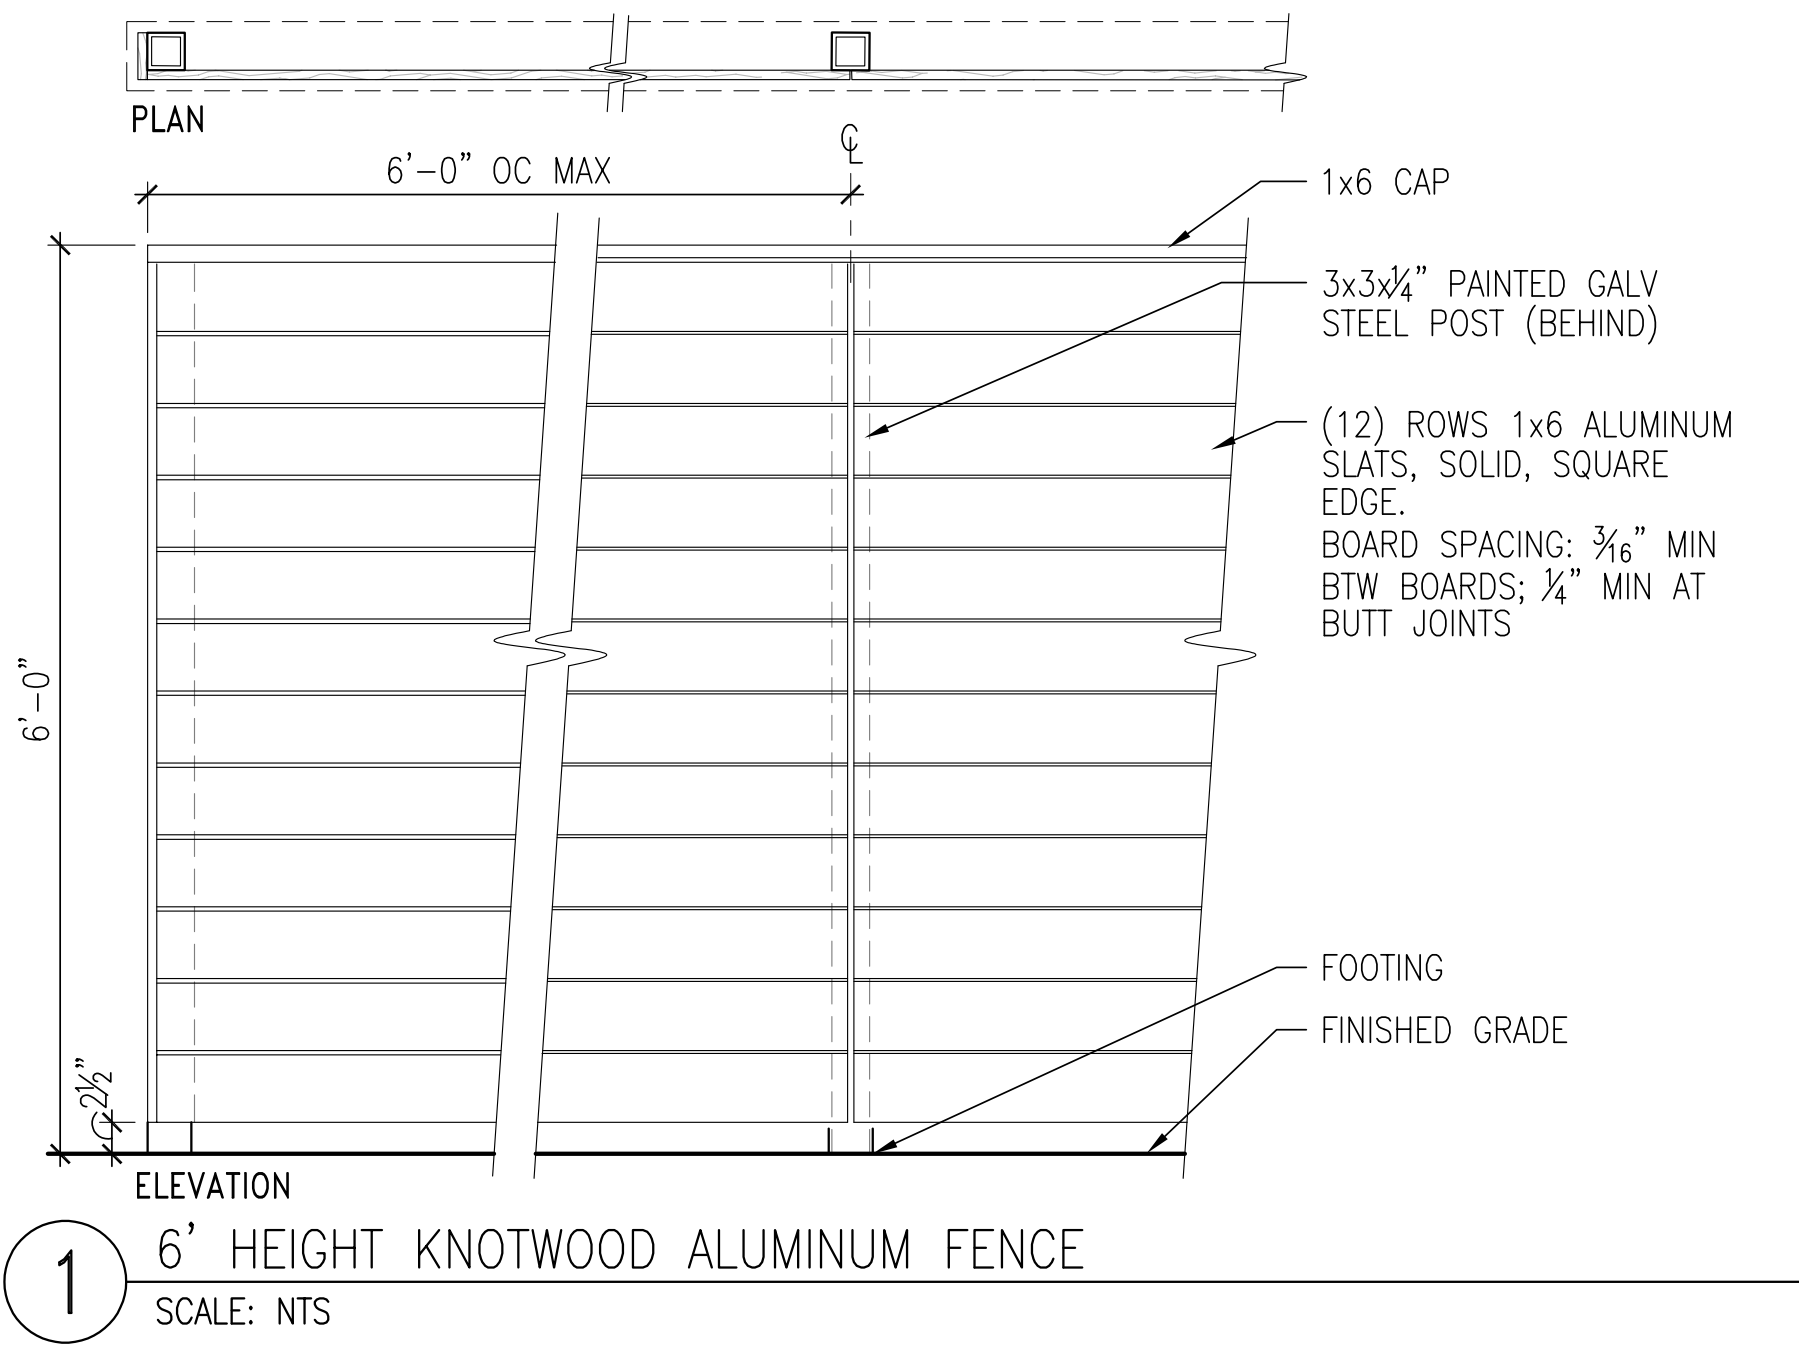 PLAN
6'-0" OC MAX
℄
1x6 CAP
3x3x1/4" PAINTED GALV
STEEL POST (BEHIND)
(12) ROWS 1x6 ALUMINUM
SLATS, SOLID, SQUARE
EDGE.
BOARD SPACING: 3/16" MIN
BTW BOARDS; 1/4" MIN AT
BUTT JOINTS
6'-0"
2 1/2"
FOOTING
FINISHED GRADE
ELEVATION
1
6' HEIGHT KNOTWOOD ALUMINUM FENCE
SCALE: NTS